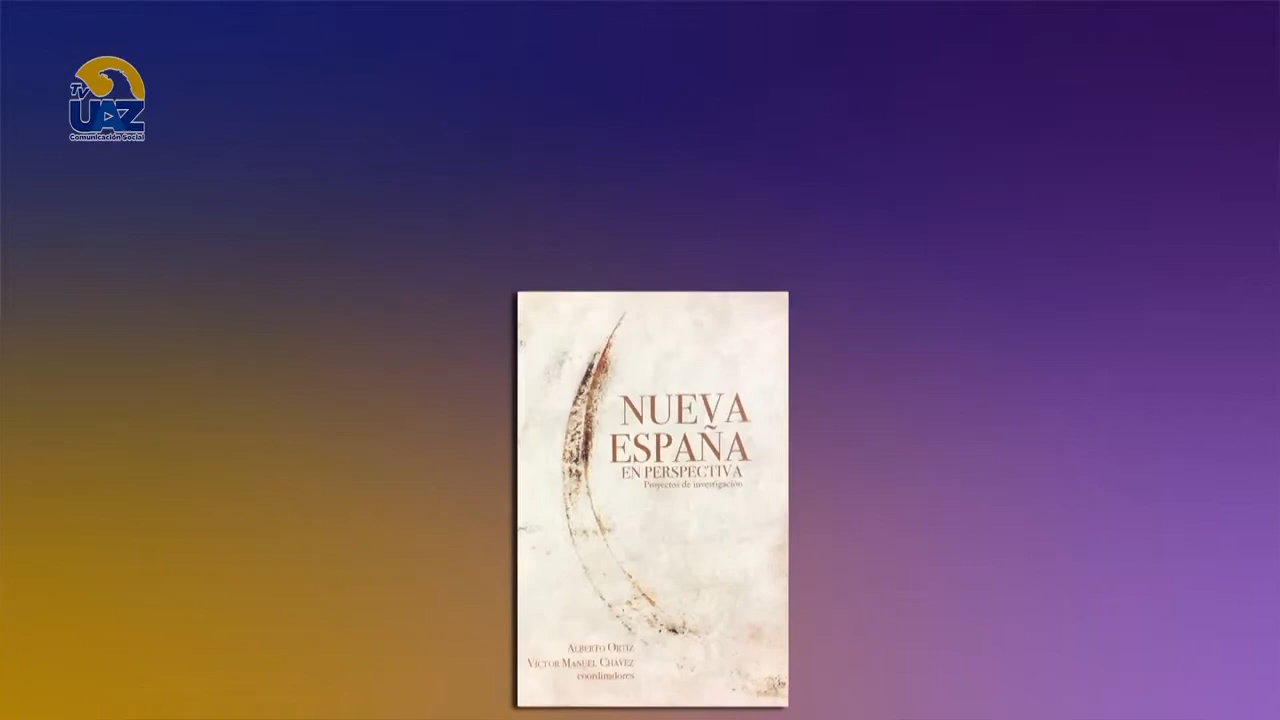 TV
UAZ
Comunicación Social
NUEVA
ESPAÑA
EN PERSPECTIVA
Proyectos de investigación
ALBERTO ORTIZ
VÍCTOR MANUEL CHÁVEZ
coordinadores